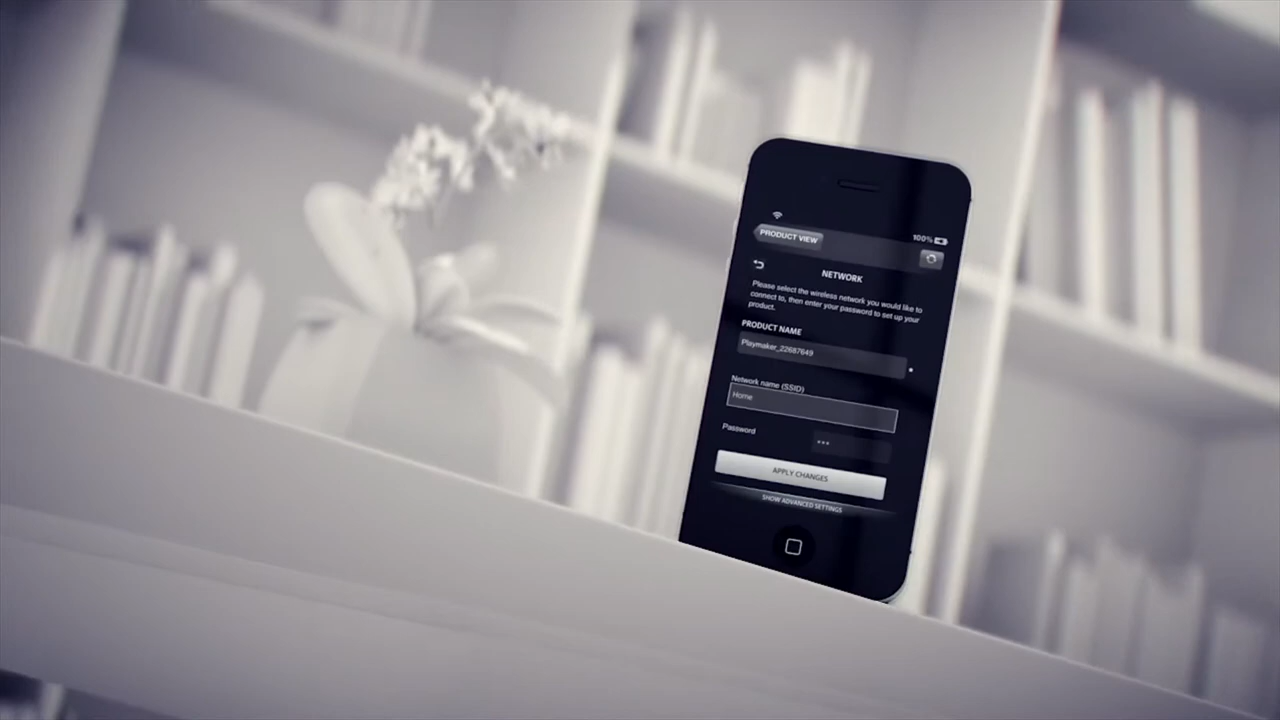 100%
PRODUCT VIEW
NETWORK
Please select the wireless network you would like to
connect to, then enter your password to set up your
product.
PRODUCT NAME
Playmaker_22687649
Network name (SSID)
Home
Password
•••
APPLY CHANGES
SHOW ADVANCED SETTINGS